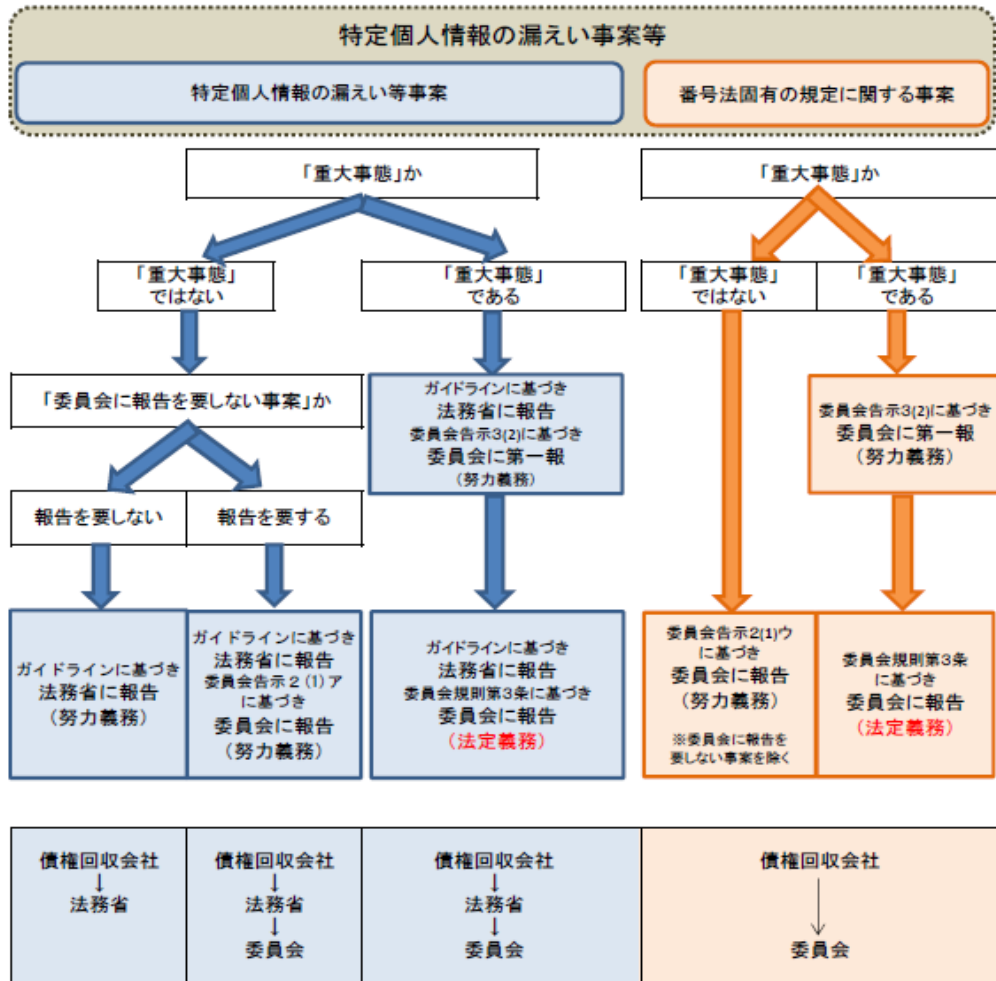 特定個人情報の漏えい事案等
特定個人情報の漏えい等事案
番号法固有の規定に関する事案
「重大事態」か
「重大事態」か
「重大事態」
ではない
「重大事態」
である
「重大事態」
ではない
「重大事態」
である
「委員会に報告を要しない事案」か
ガイドラインに基づき
法務省に報告
委員会告示3(2)に基づき
委員会に第一報
(努力義務)
委員会告示3(2)に基づき
委員会に第一報
(努力義務)
報告を要しない
報告を要する
ガイドラインに基づき
法務省に報告
(努力義務)
ガイドラインに基づき
法務省に報告
委員会告示2(1)ア
に基づき
委員会に報告
(努力義務)
ガイドラインに基づき
法務省に報告
委員会規則第3条に基づき
委員会に報告
(法定義務)
委員会告示2(1)ウ
に基づき
委員会に報告
(努力義務)
※委員会に報告を
要しない事案を除く
委員会規則第3条
に基づき
委員会に報告
(法定義務)
債権回収会社
↓
法務省
債権回収会社
↓
法務省
↓
委員会
債権回収会社
↓
法務省
↓
委員会
債権回収会社
↓
委員会